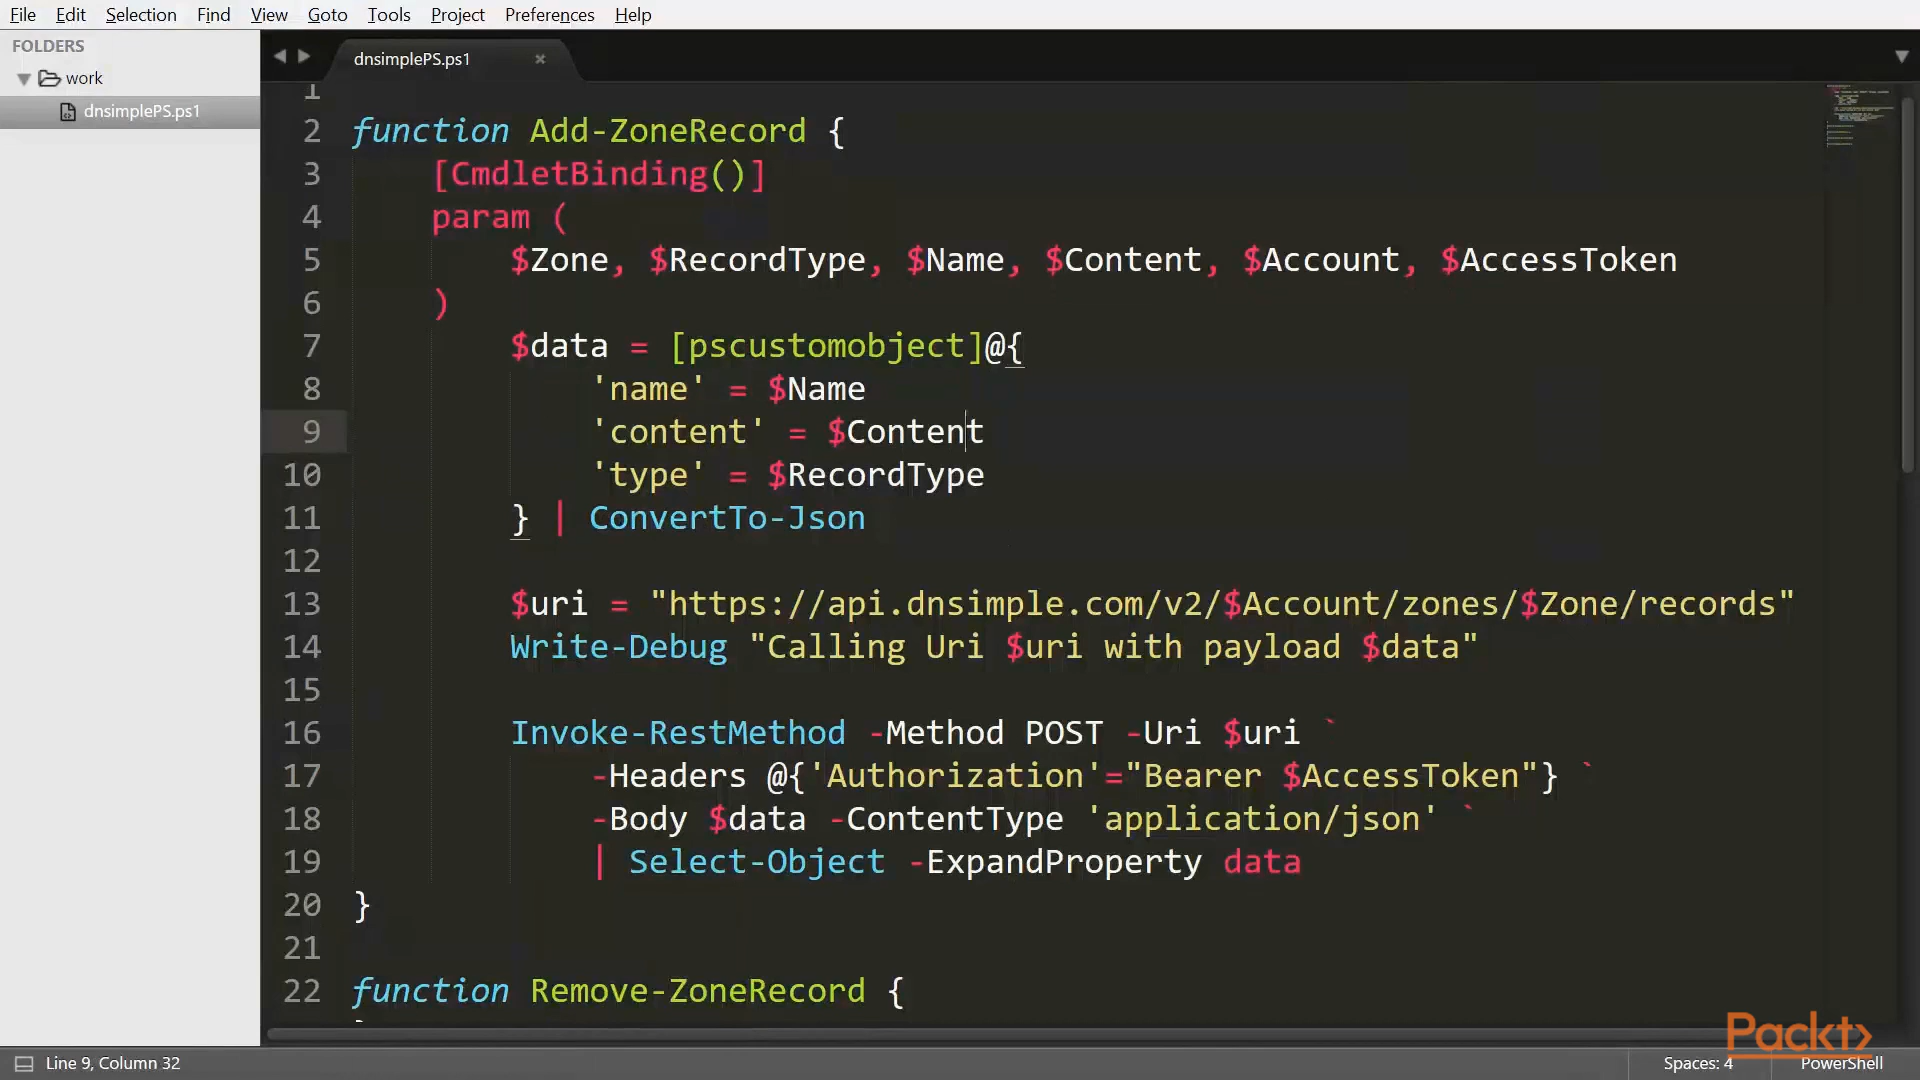 File Edit Selection Find View Goto Tools Project Preferences Help
FOLDERS
work
dnsimplePS.ps1
dnsimplePS.ps1
1
2 function Add-ZoneRecord {
3 [CmdletBinding()]
4 param (
5 $Zone, $RecordType, $Name, $Content, $Account, $AccessToken
6 )
7 $data = [pscustomobject]@{
8 'name' = $Name
9 'content' = $Content
10 'type' = $RecordType
11 } | ConvertTo-Json
12
13 $uri = "https://api.dnsimple.com/v2/$Account/zones/$Zone/records"
14 Write-Debug "Calling Uri $uri with payload $data"
15
16 Invoke-RestMethod -Method POST -Uri $uri `
17 -Headers @{'Authorization'="Bearer $AccessToken"} `
18 -Body $data -ContentType 'application/json' `
19 | Select-Object -ExpandProperty data
20 }
21
22 function Remove-ZoneRecord {
Packt>
Line 9, Column 32
Spaces: 4
PowerShell